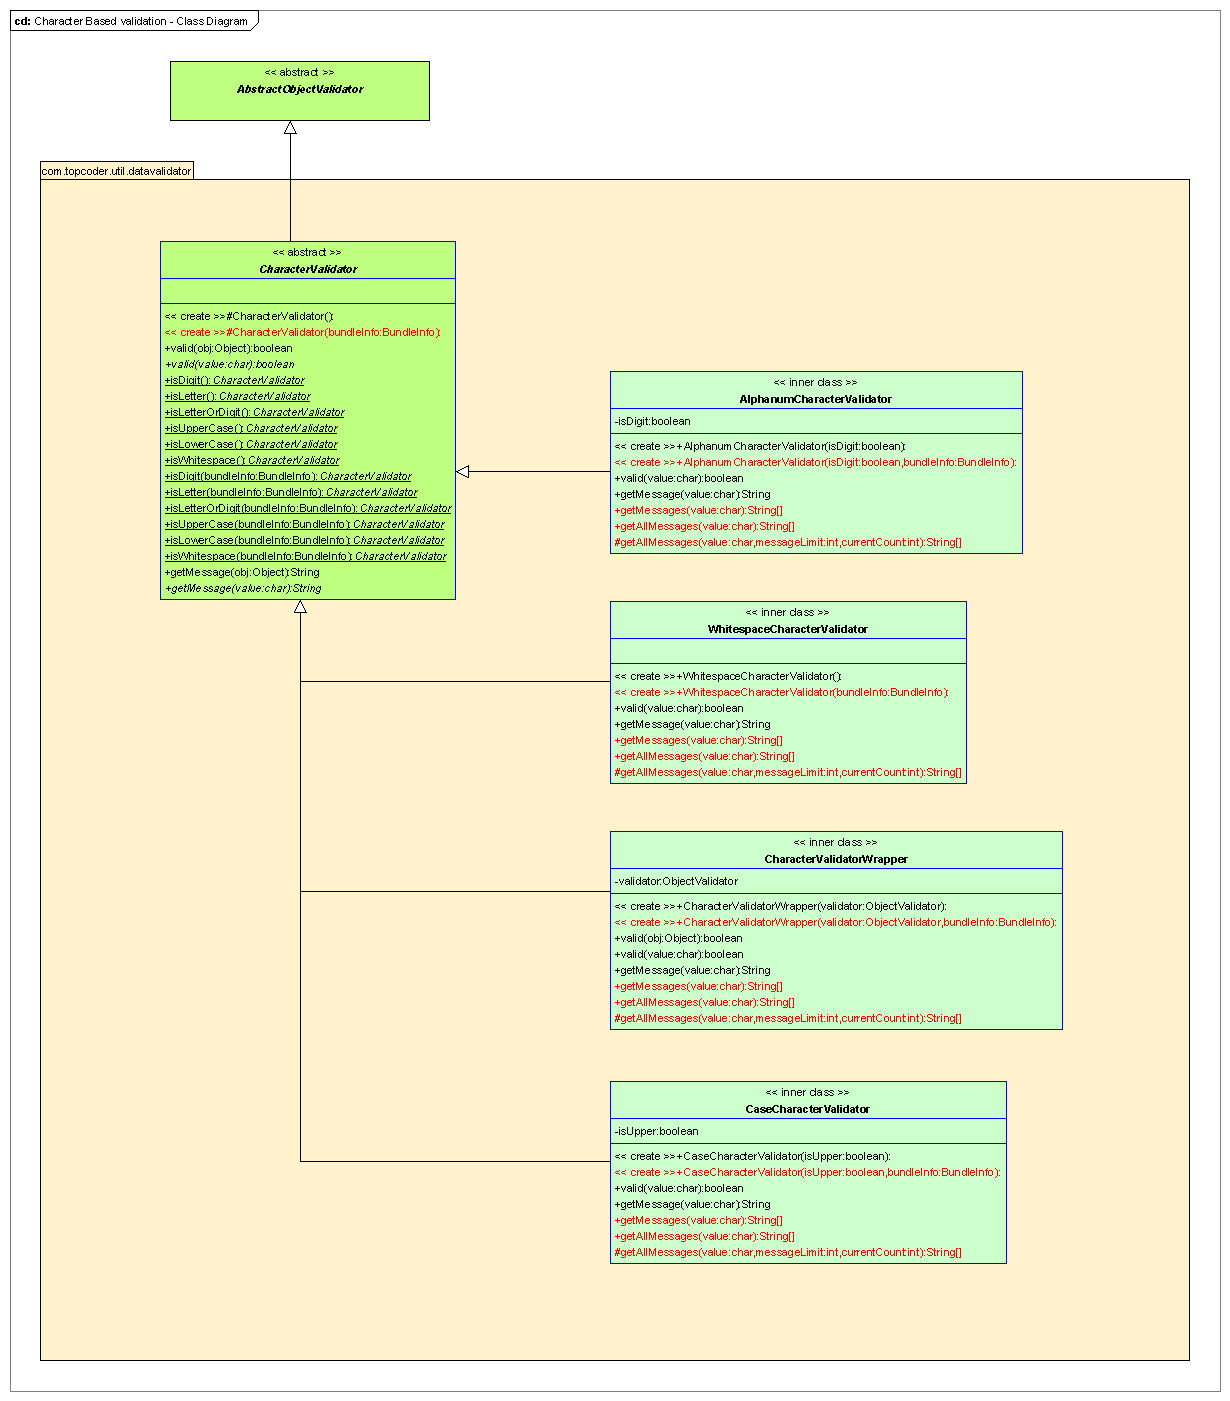 cd: Character Based validation - Class Diagram
<< abstract >>
AbstractObjectValidator
com.topcoder.util.datavalidator
<< abstract >>
CharacterValidator
<< create >>#CharacterValidator():
<< create >>#CharacterValidator(bundleInfo:BundleInfo):
+valid(obj:Object):boolean
+valid(value:char):boolean
+isDigit(): CharacterValidator
+isLetter(): CharacterValidator
+isLetterOrDigit(): CharacterValidator
+isUpperCase(): CharacterValidator
+isLowerCase(): CharacterValidator
+isWhitespace(): CharacterValidator
+isDigit(bundleInfo:BundleInfo): CharacterValidator
+isLetter(bundleInfo:BundleInfo): CharacterValidator
+isLetterOrDigit(bundleInfo:BundleInfo): CharacterValidator
+isUpperCase(bundleInfo:BundleInfo): CharacterValidator
+isLowerCase(bundleInfo:BundleInfo): CharacterValidator
+isWhitespace(bundleInfo:BundleInfo): CharacterValidator
+getMessage(obj:Object):String
+getMessage(value:char):String
<< inner class >>
AlphanumCharacterValidator
-isDigit:boolean
<< create >>+AlphanumCharacterValidator(isDigit:boolean):
<< create >>+AlphanumCharacterValidator(isDigit:boolean,bundleInfo:BundleInfo):
+valid(value:char):boolean
+getMessage(value:char):String
+getMessages(value:char):String[]
+getAllMessages(value:char):String[]
#getAllMessages(value:char,messageLimit:int,currentCount:int):String[]
<< inner class >>
WhitespaceCharacterValidator
<< create >>+WhitespaceCharacterValidator():
<< create >>+WhitespaceCharacterValidator(bundleInfo:BundleInfo):
+valid(value:char):boolean
+getMessage(value:char):String
+getMessages(value:char):String[]
+getAllMessages(value:char):String[]
#getAllMessages(value:char,messageLimit:int,currentCount:int):String[]
<< inner class >>
CharacterValidatorWrapper
-validator:ObjectValidator
<< create >>+CharacterValidatorWrapper(validator:ObjectValidator):
<< create >>+CharacterValidatorWrapper(validator:ObjectValidator,bundleInfo:BundleInfo):
+valid(obj:Object):boolean
+valid(value:char):boolean
+getMessage(value:char):String
+getMessages(value:char):String[]
+getAllMessages(value:char):String[]
#getAllMessages(value:char,messageLimit:int,currentCount:int):String[]
<< inner class >>
CaseCharacterValidator
-isUpper:boolean
<< create >>+CaseCharacterValidator(isUpper:boolean):
<< create >>+CaseCharacterValidator(isUpper:boolean,bundleInfo:BundleInfo):
+valid(value:char):boolean
+getMessage(value:char):String
+getMessages(value:char):String[]
+getAllMessages(value:char):String[]
#getAllMessages(value:char,messageLimit:int,currentCount:int):String[]